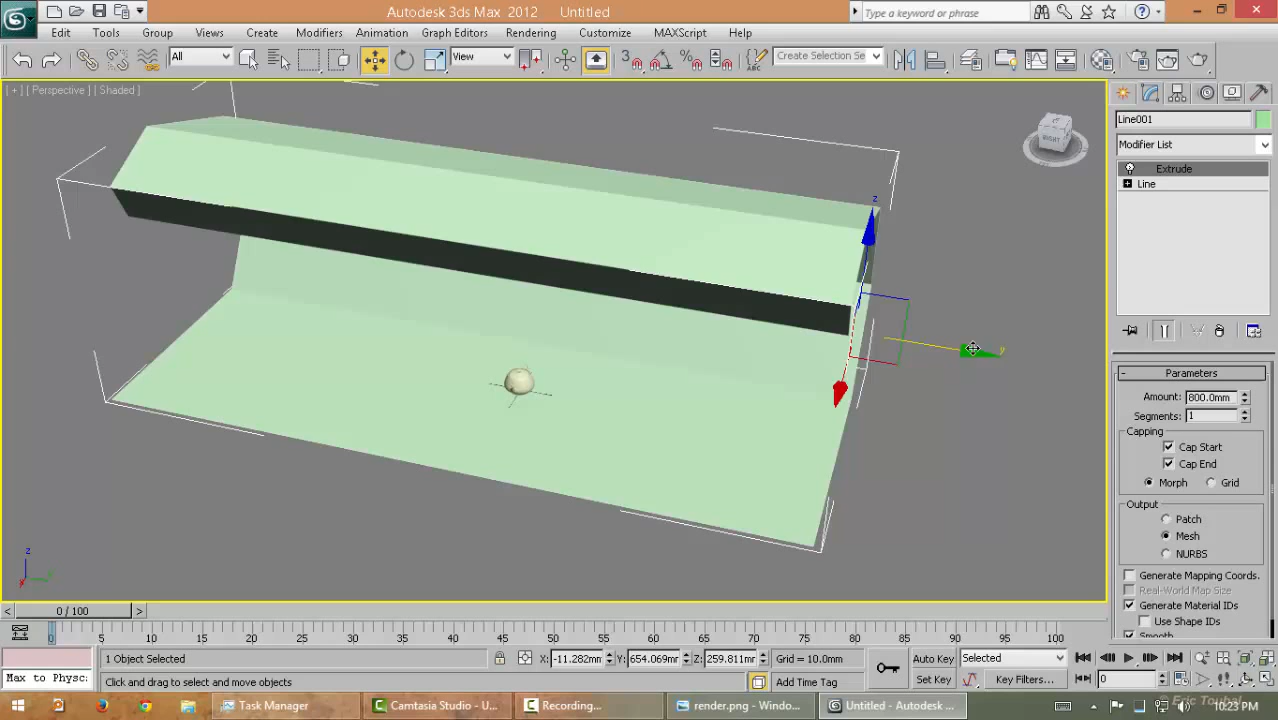 Autodesk 3ds Max 2012    Untitled
Type a keyword or phrase
Edit Tools Group Views Create Modifiers Animation Graph Editors Rendering Customize MAXScript Help
All View 3 Create Selection Se
[ + ] [ Perspective ] [ Shaded ]
RIGHT
Line001
Modifier List
Extrude
Line
z
y
Parameters
Amount: 800.0mm
Segments: 1
Capping
Cap Start
Cap End
Morph Grid
Output
Patch
Mesh
NURBS
Generate Mapping Coords.
Real-World Map Size
Generate Material IDs
Use Shape IDs
Smooth
z
x y
< 0 / 100 >
0 5 10 15 20 25 30 35 40 45 50 55 60 65 70 75 80 85 90 95 100
1 Object Selected X: -11.282mm Y: 654.069mm Z: 259.811mm Grid = 10.0mm Auto Key Selected
Max to Physc: Click and drag to select and move objects Add Time Tag Set Key Key Filters... 0
Task Manager Camtasia Studio - U... Recording... render.png - Windo... Untitled - Autodesk ... 10:23 PM
© Eric Touhal